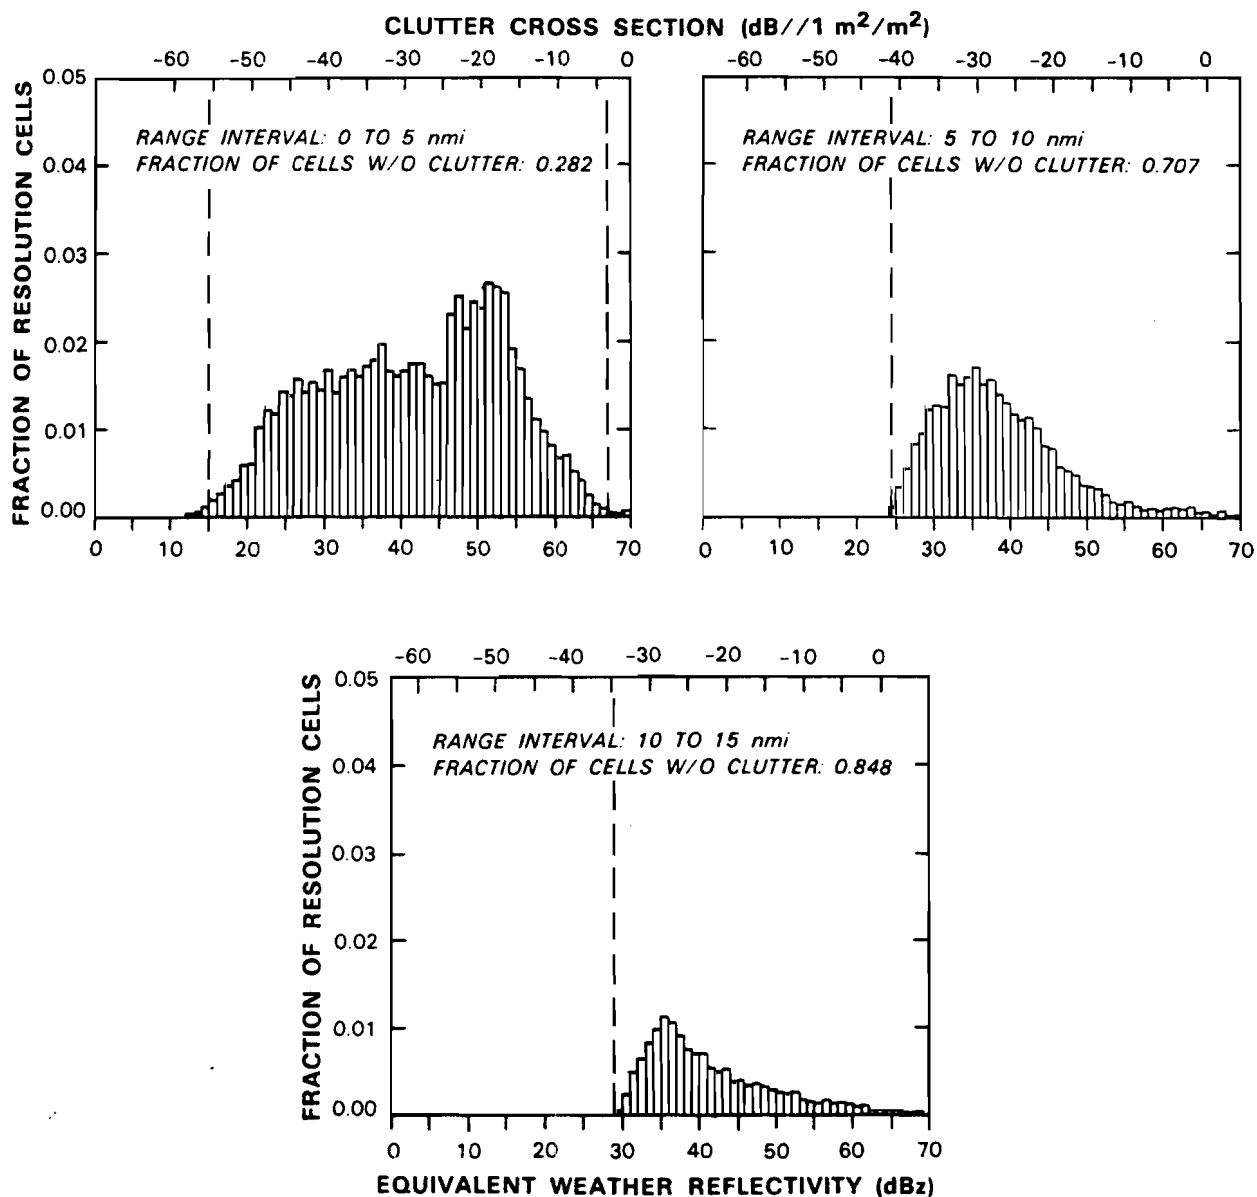 CLUTTER CROSS SECTION (dB//1 m²/m²)
-60 -50 -40 -30 -20 -10 0
FRACTION OF RESOLUTION CELLS
0.05
0.04
0.03
0.02
0.01
0.00
RANGE INTERVAL: 0 TO 5 nmi
FRACTION OF CELLS W/O CLUTTER: 0.282
0 10 20 30 40 50 60 70
-60 -50 -40 -30 -20 -10 0
RANGE INTERVAL: 5 TO 10 nmi
FRACTION OF CELLS W/O CLUTTER: 0.707
0 10 20 30 40 50 60 70
-60 -50 -40 -30 -20 -10 0
FRACTION OF RESOLUTION CELLS
0.05
0.04
0.03
0.02
0.01
0.00
RANGE INTERVAL: 10 TO 15 nmi
FRACTION OF CELLS W/O CLUTTER: 0.848
0 10 20 30 40 50 60 70
EQUIVALENT WEATHER REFLECTIVITY (dBz)